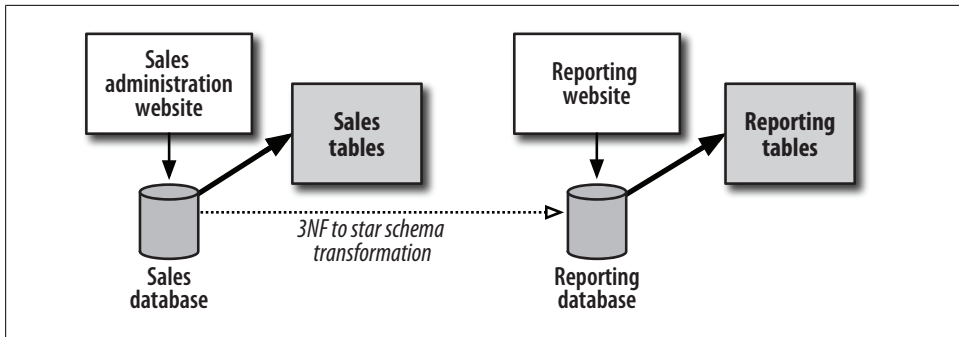 Sales
administration
website
Sales
tables
Reporting
website
Reporting
tables
3NF to star schema
transformation
Sales
database
Reporting
database